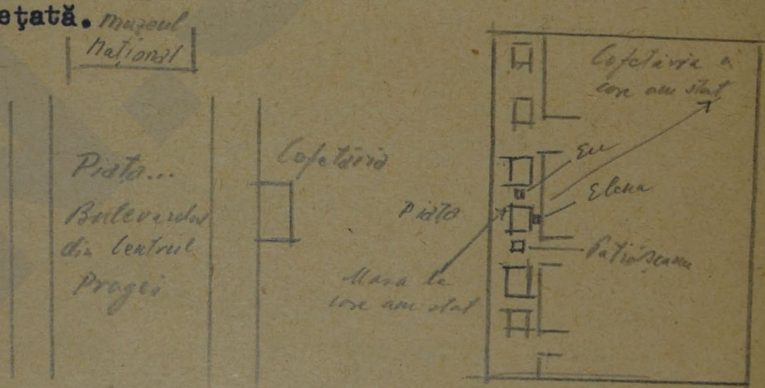 ețată.
Muzeul
Național
Piața...
Bulevardul
din Centrul
Pragei
Cofetăria
Piața
Masa la
care am stat
Cofetăria în
care am stat
Eu
Elena
Pătrășcanu